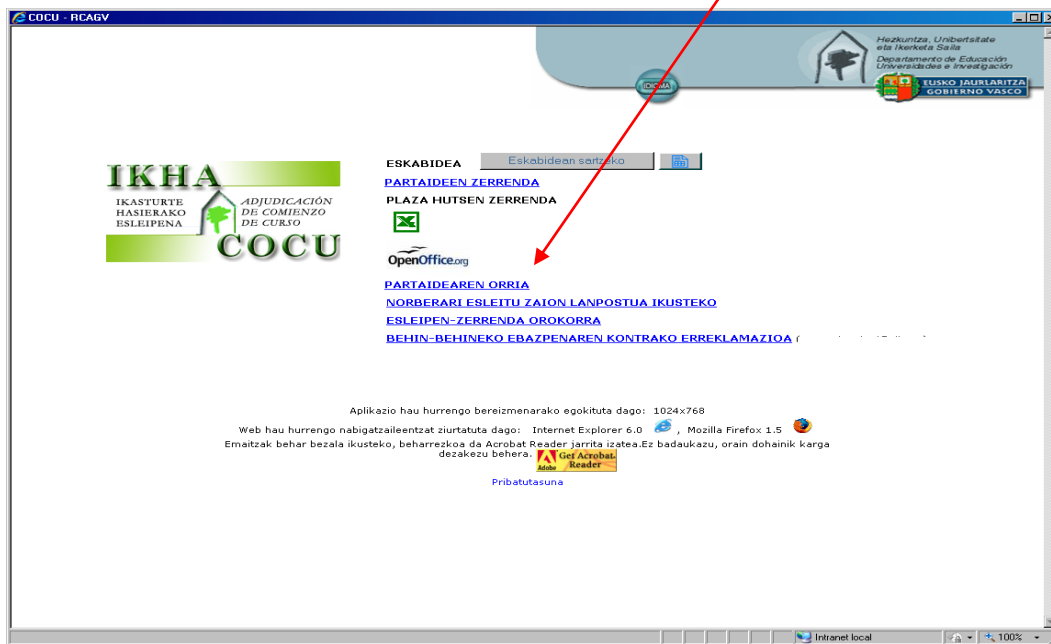 COCU - RCAGV
Hezkuntza, Unibertsitate
eta Ikerketa Saila
Departamento de Educación
Universidades e Investigación
IDIOMA
EUSKO JAURLARITZA
GOBIERNO VASCO
IKHA
IKASTURTE
HASIERAKO
ESLEIPENA
ADJUDICACIÓN
DE COMIENZO
DE CURSO
COCU
ESKABIDEA Eskabidean sartzeko
PARTAIDEEN ZERRENDA
PLAZA HUTSEN ZERRENDA
OpenOffice.org
PARTAIDEAREN ORRIA
NORBERARI ESLEITU ZAION LANPOSTUA IKUSTEKO
ESLEIPEN-ZERRENDA OROKORRA
BEHIN-BEHINEKO EBAZPENAREN KONTRAKO ERREKLAMAZIOA (
Aplikazio hau hurrengo bereizmenarako egokituta dago: 1024x768
Web hau hurrengo nabigatzaileentzat ziurtatuta dago: Internet Explorer 6.0 , Mozilla Firefox 1.5
Emaitzak behar bezala ikusteko, beharrezkoa da Acrobat Reader jarrita izatea.Ez badaukazu, orain dohainik karga
dezakezu behera. Get Acrobat Reader Adobe
Pribatutasuna
Intranet local 100%